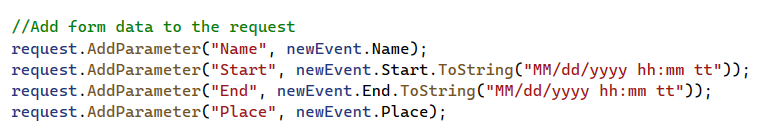 //Add form data to the request
request.AddParameter("Name", newEvent.Name);
request.AddParameter("Start", newEvent.Start.ToString("MM/dd/yyyy hh:mm tt"));
request.AddParameter("End", newEvent.End.ToString("MM/dd/yyyy hh:mm tt"));
request.AddParameter("Place", newEvent.Place);